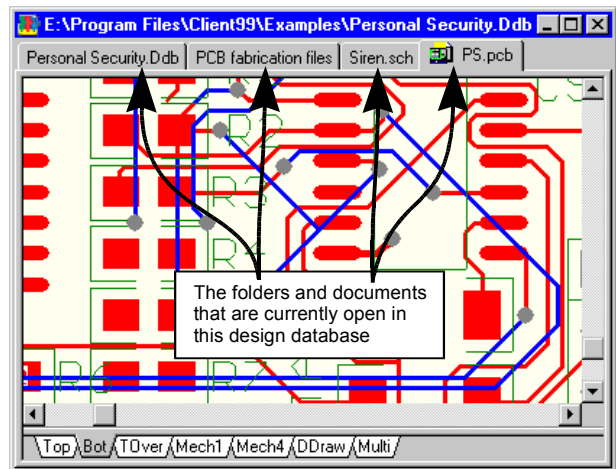 E:\Program Files\Client99\Examples\Personal Security.Ddb
Personal Security.Ddb PCB fabrication files Siren.sch PS.pcb
R2
R3
R4
The folders and documents
that are currently open in
this design database
R6
Top Bot TOver Mech1 Mech4 DDraw Multi